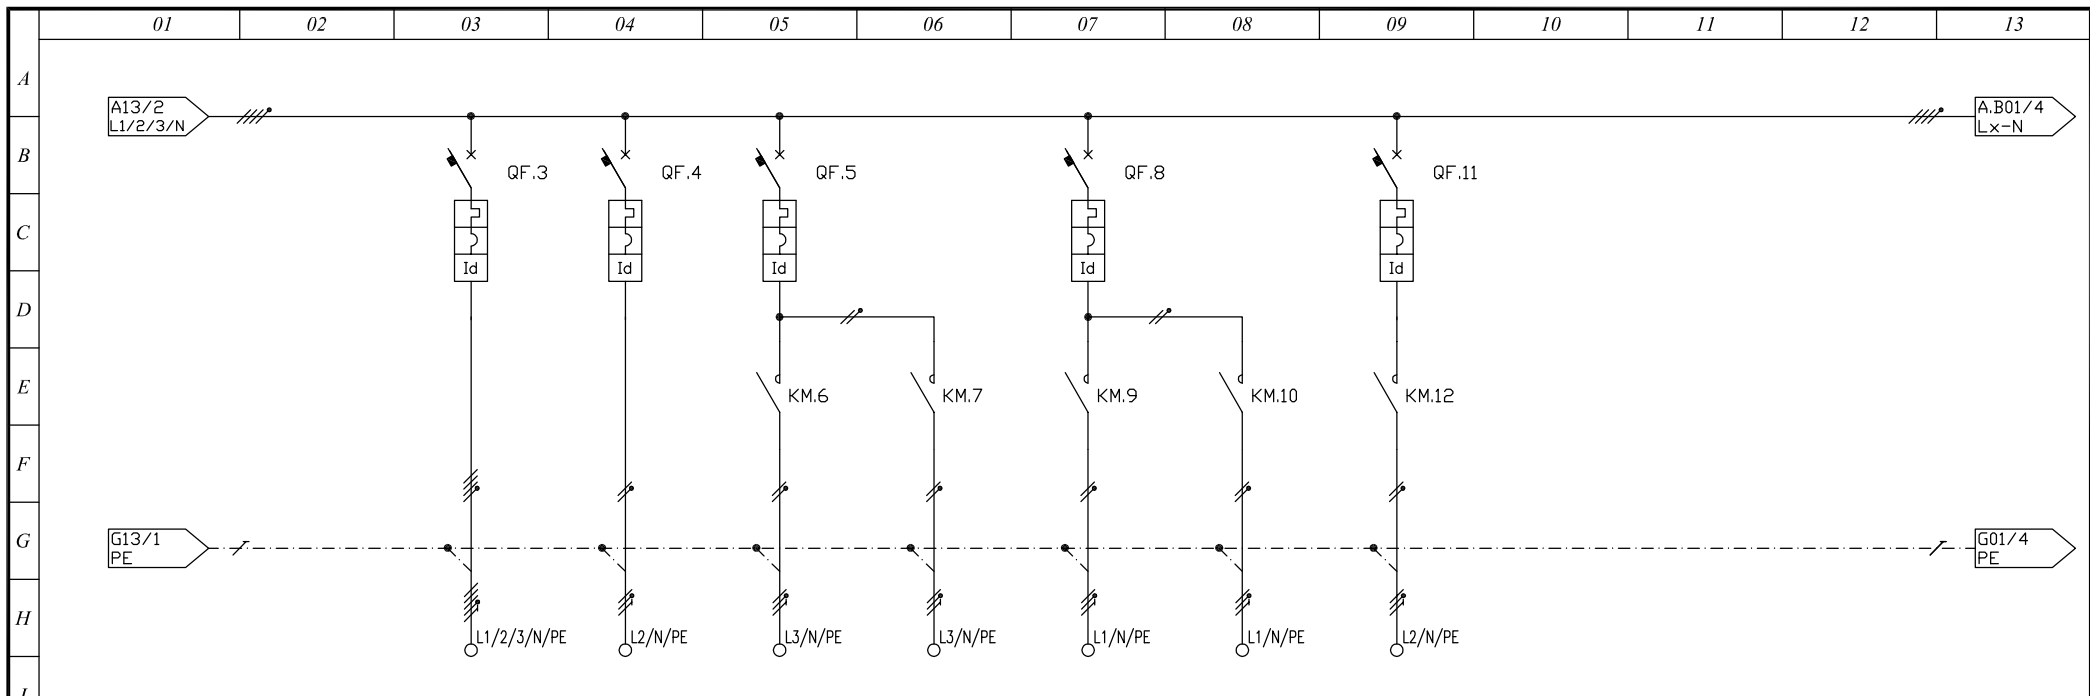 01 02 03 04 05 06 07 08 09 10 11 12 13
A
A13/2
L1/2/3/N
A.B01/4
Lx-N
B
QF.3 QF.4 QF.5 QF.8 QF.11
C
Id Id Id Id Id
D
E
KM.6 KM.7 KM.9 KM.10 KM.12
F
G
G13/1
PE
G01/4
PE
H
L1/2/3/N/PE L2/N/PE L3/N/PE L3/N/PE L1/N/PE L1/N/PE L2/N/PE